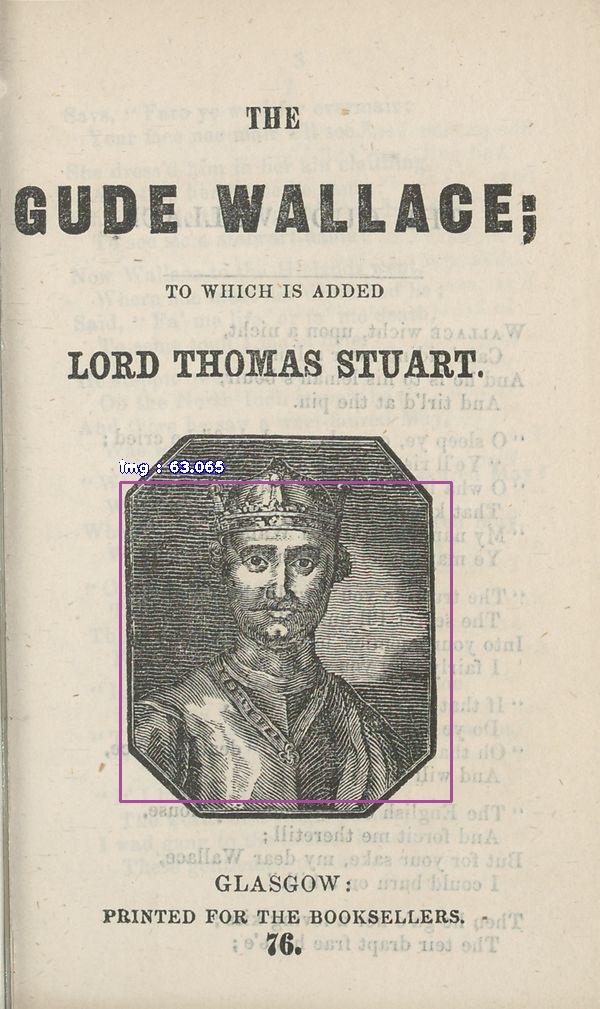 THE
GUDE WALLACE;
TO WHICH IS ADDED
LORD THOMAS STUART.
img : 63.065
GLASGOW:
PRINTED FOR THE BOOKSELLERS.
76.